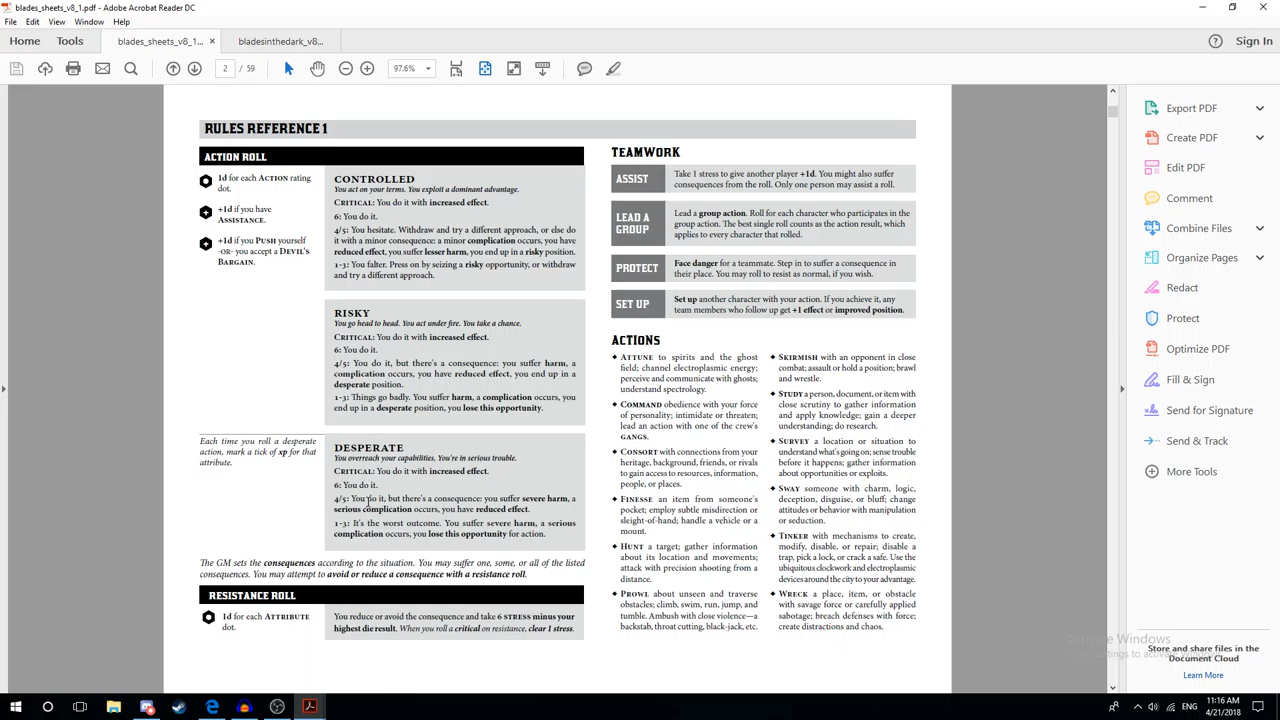 blades_sheets_v8_1.pdf - Adobe Acrobat Reader DC
File Edit View Window Help
Home Tools blades_sheets_v8_1... × bladesinthedark_v8... Sign In
2 / 59 97.6%
RULES REFERENCE 1
ACTION ROLL
1d for each ACTION rating
dot.
+1d if you have
ASSISTANCE.
+1d if you PUSH yourself
-OR- you accept a DEVIL'S
BARGAIN.
CONTROLLED
You act on your terms. You exploit a dominant advantage.
CRITICAL: You do it with increased effect.
6: You do it.
4/5: You hesitate. Withdraw and try a different approach, or else do
it with a minor consequence: a minor complication occurs, you have
reduced effect, you suffer lesser harm, you end up in a risky position.
1-3: You falter. Press on by seizing a risky opportunity, or withdraw
and try a different approach.
RISKY
You go head to head. You act under fire. You take a chance.
CRITICAL: You do it with increased effect.
6: You do it.
4/5: You do it, but there's a consequence: you suffer harm, a
complication occurs, you have reduced effect, you end up in a
desperate position.
1-3: Things go badly. You suffer harm, a complication occurs, you
end up in a desperate position, you lose this opportunity.
Each time you roll a desperate
action, mark a tick of xp for that
attribute.
DESPERATE
You overreach your capabilities. You're in serious trouble.
CRITICAL: You do it with increased effect.
6: You do it.
4/5: You do it, but there's a consequence: you suffer severe harm, a
serious complication occurs, you have reduced effect.
1-3: It's the worst outcome. You suffer severe harm, a serious
complication occurs, you lose this opportunity for action.
The GM sets the consequences according to the situation. You may suffer one, some, or all of the listed
consequences. You may attempt to avoid or reduce a consequence with a resistance roll.
RESISTANCE ROLL
1d for each ATTRIBUTE
dot.
You reduce or avoid the consequence and take 6 STRESS minus your
highest die result. When you roll a critical on resistance, clear 1 stress.
TEAMWORK
ASSIST
Take 1 stress to give another player +1d. You might also suffer
consequences from the roll. Only one person may assist a roll.
LEAD A
GROUP
Lead a group action. Roll for each character who participates in the
group action. The best single roll counts as the action result, which
applies to every character that rolled.
PROTECT
Face danger for a teammate. Step in to suffer a consequence in
their place. You may roll to resist as normal, if you wish.
SET UP
Set up another character with your action. If you achieve it, any
team members who follow up get +1 effect or improved position.
ACTIONS
ATTUNE to spirits and the ghost
field; channel electroplasmic energy;
perceive and communicate with ghosts;
understand spectrology.
COMMAND obedience with your force
of personality; intimidate or threaten;
lead an action with one of the crew's
GANGS.
CONSORT with connections from your
heritage, background, friends, or rivals
to gain access to resources, information,
people, or places.
FINESSE an item from someone's
pocket; employ subtle misdirection or
sleight-of-hand; handle a vehicle or a
mount.
HUNT a target; gather information
about its location and movements;
attack with precision shooting from a
distance.
PROWL about unseen and traverse
obstacles; climb, swim, run, jump, and
tumble. Ambush with close violence—a
backstab, throat cutting, black-jack, etc.
SKIRMISH with an opponent in close
combat; assault or hold a position; brawl
and wrestle.
STUDY a person, document, or item with
close scrutiny to gather information
and apply knowledge; gain a deeper
understanding; do research.
SURVEY a location or situation to
understand what's going on; sense trouble
before it happens; gather information
about opportunities or exploits.
SWAY someone with charm, logic,
deception, disguise, or bluff; change
attitudes or behavior with manipulation
or seduction.
TINKER with mechanisms to create,
modify, disable, or repair; disable a
trap, pick a lock, or crack a safe. Use the
ubiquitous clockwork and electroplasmic
devices around the city to your advantage.
WRECK a place, item, or obstacle
with savage force or carefully applied
sabotage; breach defenses with force;
create distractions and chaos.
Export PDF
Create PDF
Edit PDF
Comment
Combine Files
Organize Pages
Redact
Protect
Optimize PDF
Fill & Sign
Send for Signature
Send & Track
More Tools
Activate Windows
Store and share files in the
Document Cloud
Learn More
ENG
11:16 AM
4/21/2018